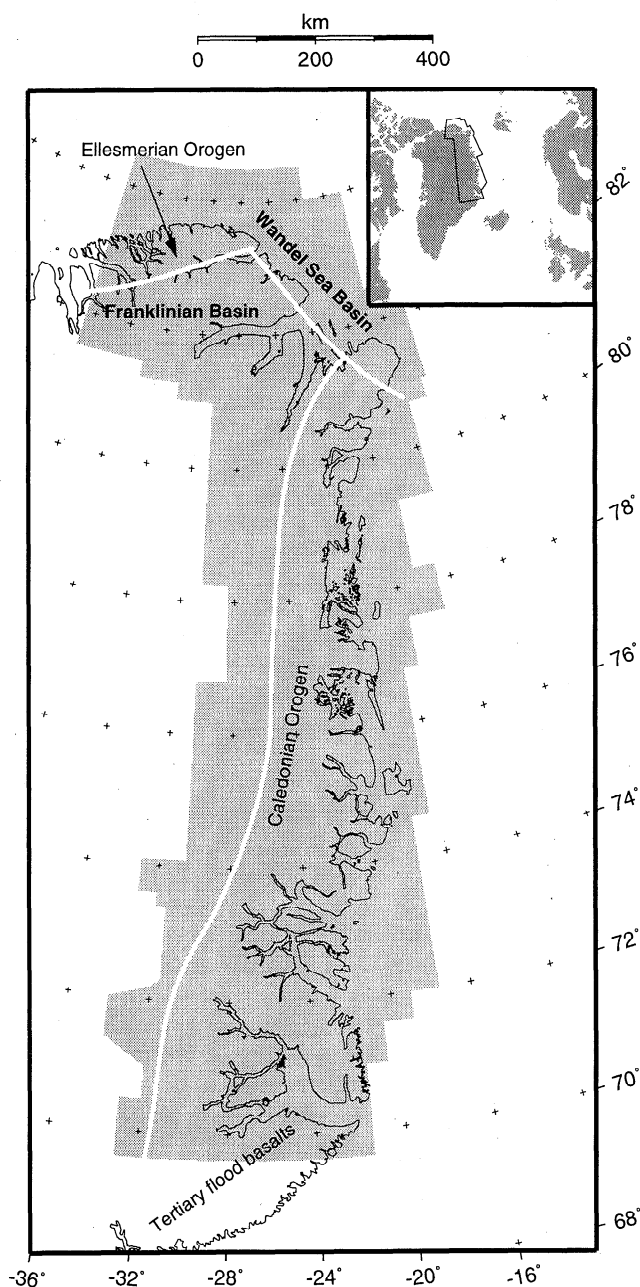 km
0 200 400
Ellesmerian Orogen
82°
Wandel Sea Basin
Franklinian Basin
80°
78°
76°
Caledonian Orogen
74°
72°
70°
Tertiary flood basalts
68°
-36° -32° -28° -24° -20° -16°